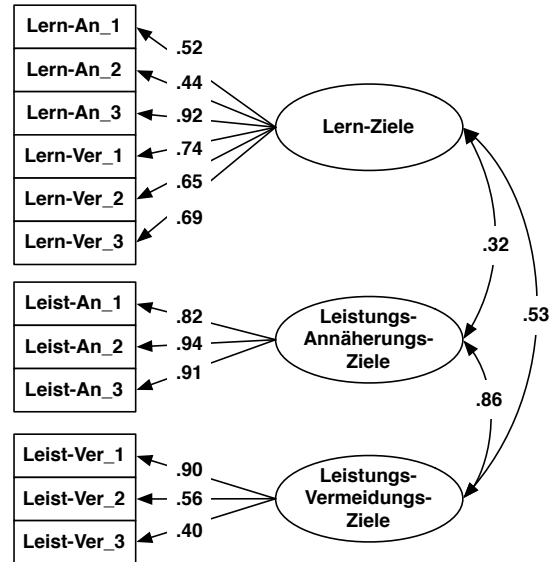 Lern-An_1
.52
Lern-An_2
.44
Lern-An_3
.92
Lern-Ver_1
.74
Lern-Ver_2
.65
Lern-Ver_3
.69
Lern-Ziele
.32
.53
Leist-An_1
.82
Leist-An_2
.94
Leist-An_3
.91
Leistungs-
Annäherungs-
Ziele
.86
Leist-Ver_1
.90
Leist-Ver_2
.56
Leist-Ver_3
.40
Leistungs-
Vermeidungs-
Ziele